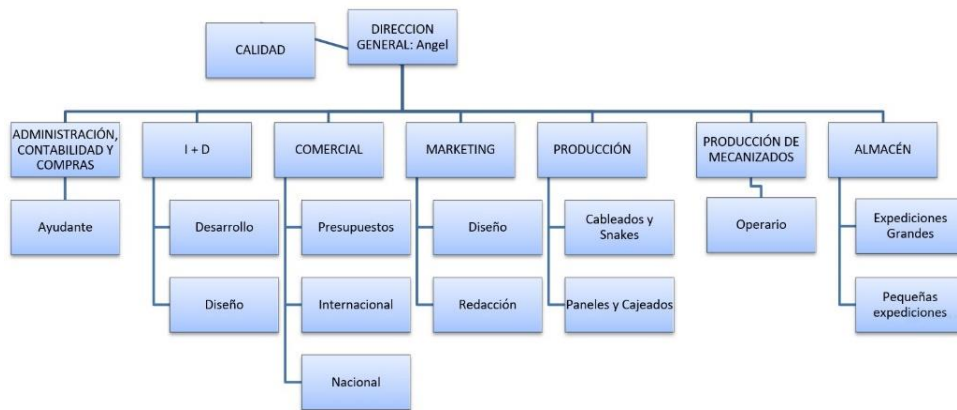 CALIDAD
DIRECCION
GENERAL: Angel
ADMINISTRACIÓN,
CONTABILIDAD Y
COMPRAS
I + D
COMERCIAL
MARKETING
PRODUCCIÓN
PRODUCCIÓN DE
MECANIZADOS
ALMACÉN
Ayudante
Desarrollo
Presupuestos
Diseño
Cableados y
Snakes
Operario
Expediciones
Grandes
Diseño
Internacional
Redacción
Paneles y Cajeados
Pequeñas
expediciones
Nacional